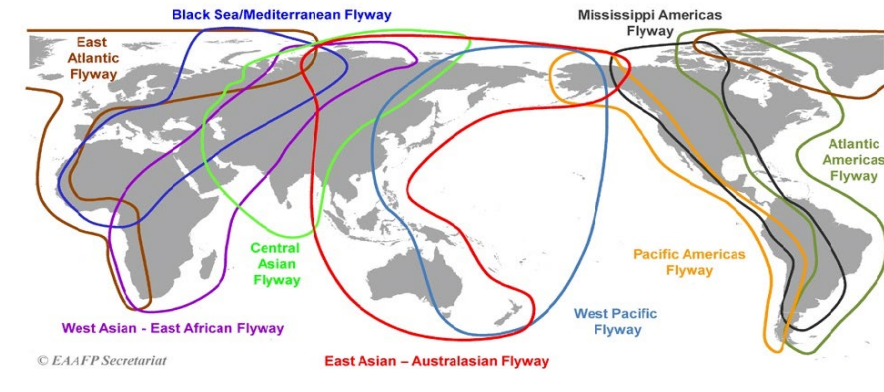 Black Sea/Mediterranean Flyway
Mississippi Americas
Flyway
East
Atlantic
Flyway
Atlantic
Americas
Flyway
Central
Asian
Flyway
Pacific Americas
Flyway
West Pacific
Flyway
West Asian - East African Flyway
© EAAFP Secretariat
East Asian – Australasian Flyway